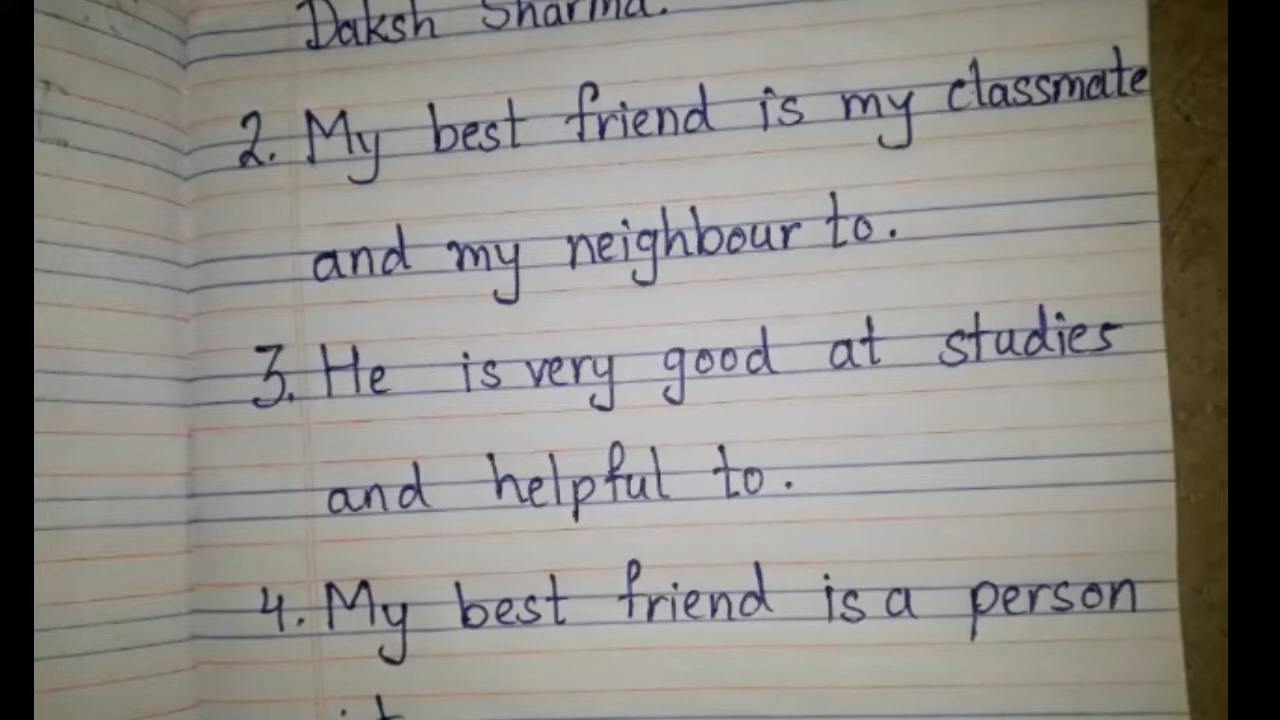 Daksh Sharma.
2. My best friend is my classmate
and my neighbour to.
3. He is very good at studies
and helpful to.
4. My best friend is a person